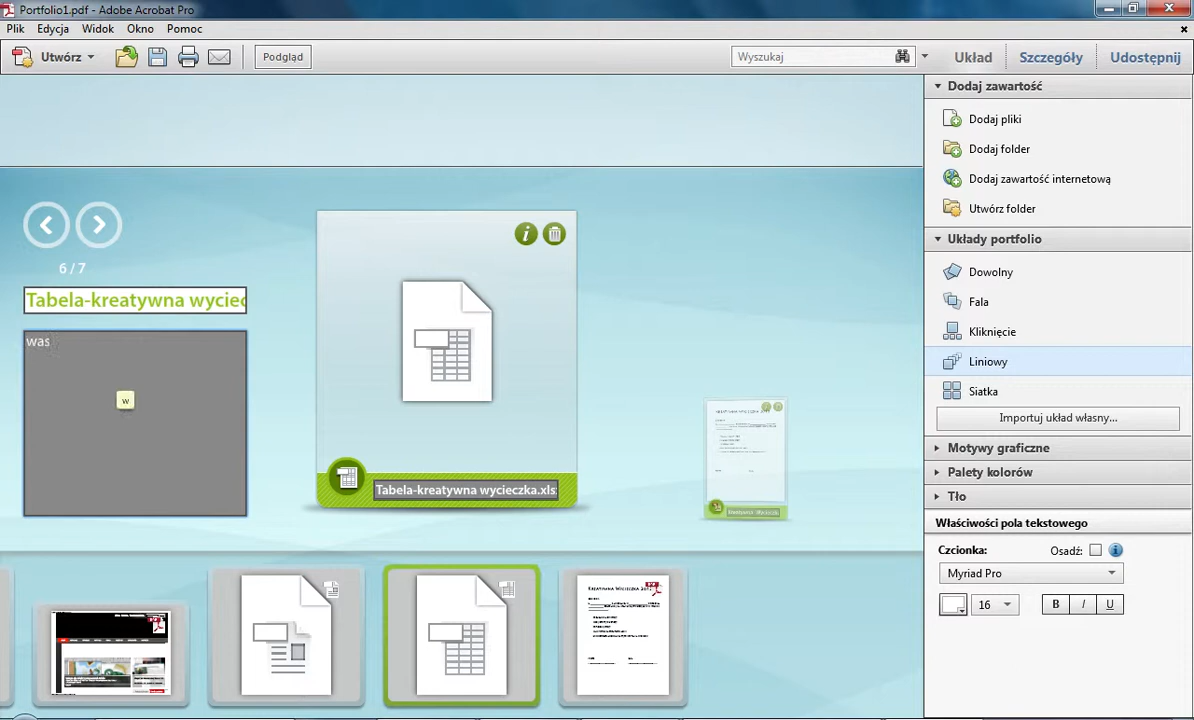 Portfolio1.pdf - Adobe Acrobat Pro
Plik Edycja Widok Okno Pomoc
Utwórz Podgląd Wyszukaj Układ Szczegóły Udostępnij
Dodaj zawartość
Dodaj pliki
Dodaj folder
Dodaj zawartość internetową
Utwórz folder
Układy portfolio
Dowolny
Fala
Kliknięcie
Liniowy
Siatka
Importuj układ własny...
Motywy graficzne
Palety kolorów
Tło
Właściwości pola tekstowego
Czcionka: Osadź:
Myriad Pro
16 B I U
6 / 7
Tabela-kreatywna wyciec
was
w
Tabela-kreatywna wycieczka.xls